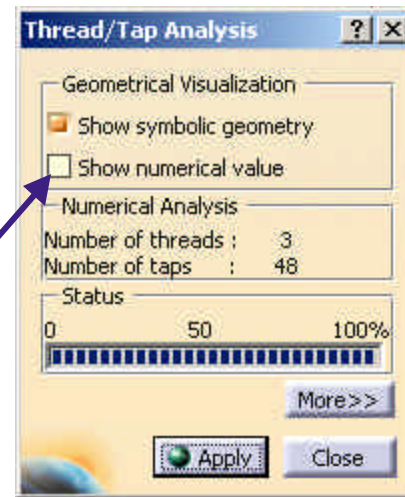 Thread/Tap Analysis ? ×
Geometrical Visualization
Show symbolic geometry
Show numerical value
Numerical Analysis
Number of threads : 3
Number of taps : 48
Status
0 50 100%
More>>
Apply Close